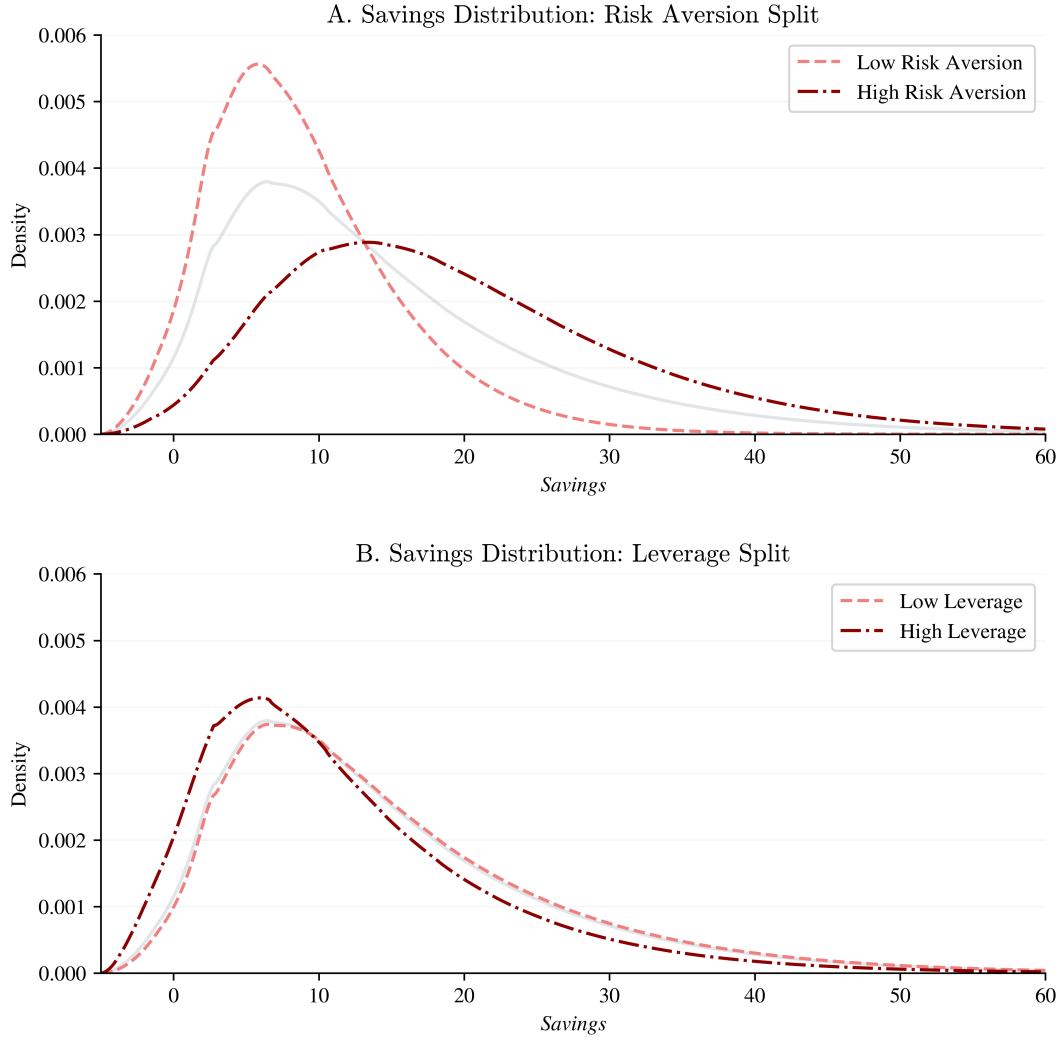 A. Savings Distribution: Risk Aversion Split
0.006
0.005
0.004
0.003
0.002
0.001
0.000
Density
Low Risk Aversion
High Risk Aversion
0 10 20 30 40 50 60
Savings
B. Savings Distribution: Leverage Split
0.006
0.005
0.004
0.003
0.002
0.001
0.000
Density
Low Leverage
High Leverage
0 10 20 30 40 50 60
Savings